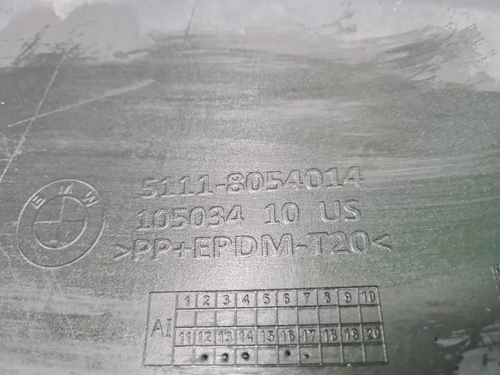 5111-8054014
BMW
105034 10 US
>PP+EPDM-T20<
AI
1 2 3 4 5 6 7 8 9 10
11 12 13 14 15 16 17 18 19 20